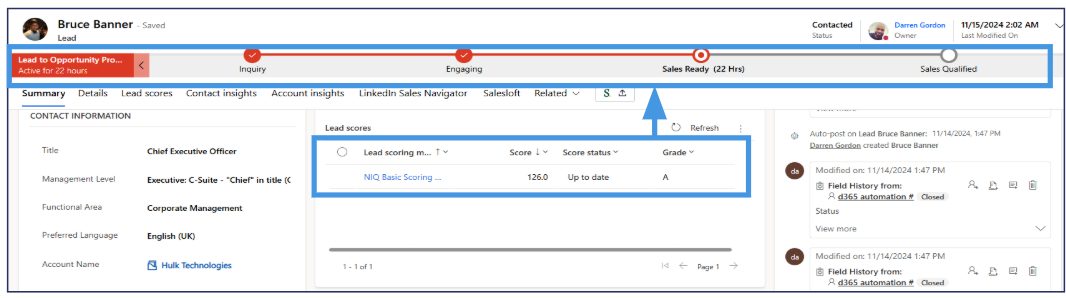 Bruce Banner - Saved
Lead
Contacted
Status
Darren Gordon
Owner
11/15/2024 2:02 AM
Last Modified On
Lead to Opportunity Pro...
Active for 22 hours
Inquiry
Engaging
Sales Ready (22 Hrs)
Sales Qualified
Summary Details Lead scores Contact insights Account insights LinkedIn Sales Navigator Salesloft Related
CONTACT INFORMATION
Title Chief Executive Officer
Management Level Executive: C-Suite - "Chief" in title (C
Functional Area Corporate Management
Preferred Language English (UK)
Account Name Hulk Technologies
Lead scores
Refresh
Lead scoring m... Score Score status Grade
NIQ Basic Scoring ... 126.0 Up to date A
1 - 1 of 1
Page 1
View more
Auto-post on Lead Bruce Banner: 11/14/2024, 1:47 PM
Darren Gordon created Bruce Banner
da
Modified on: 11/14/2024 1:47 PM
Field History from:
d365 automation # Closed
Status
View more
da
Modified on: 11/14/2024 1:47 PM
Field History from:
d365 automation # Closed